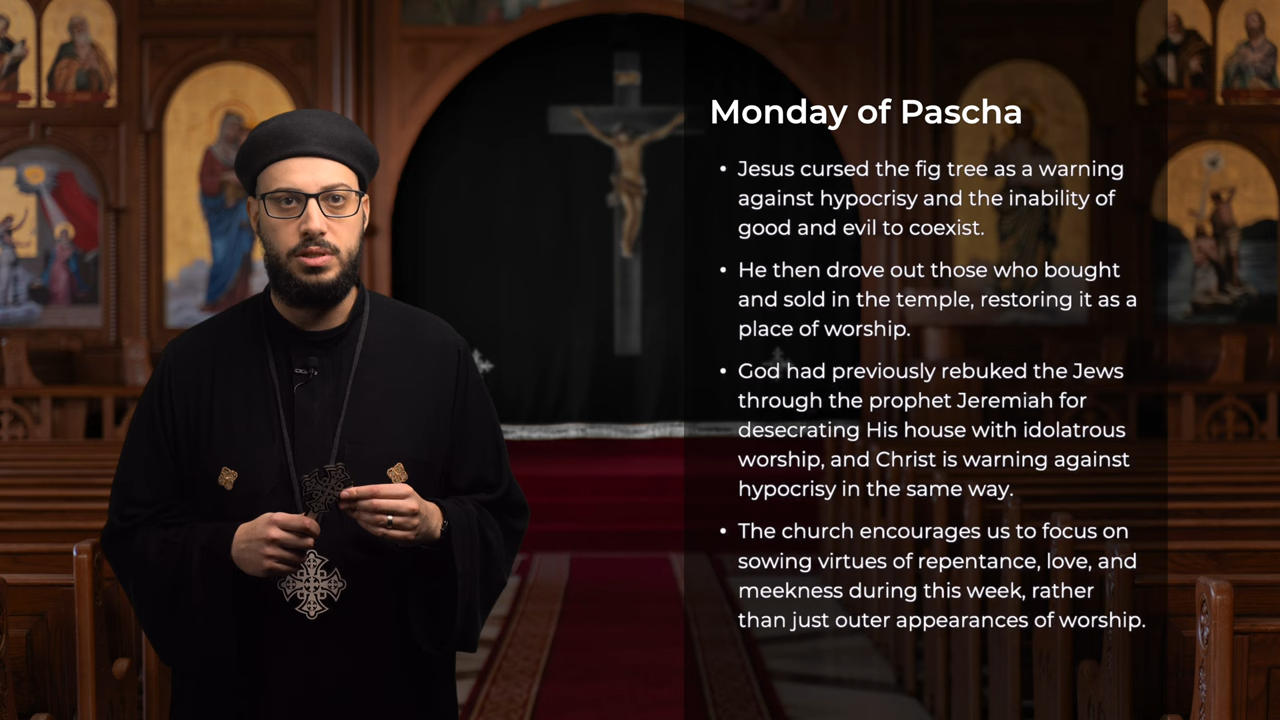 Monday of Pascha
• Jesus cursed the fig tree as a warning
against hypocrisy and the inability of
good and evil to coexist.
• He then drove out those who bought
and sold in the temple, restoring it as a
place of worship.
• God had previously rebuked the Jews
through the prophet Jeremiah for
desecrating His house with idolatrous
worship, and Christ is warning against
hypocrisy in the same way.
• The church encourages us to focus on
sowing virtues of repentance, love, and
meekness during this week, rather
than just outer appearances of worship.